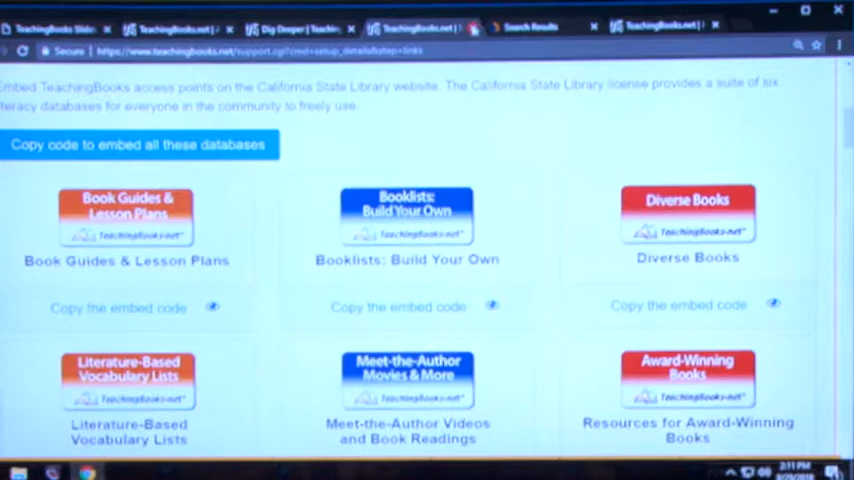 TeachingBooks Slide
TeachingBooks.net |
Dig Deeper | Teachin
TeachingBooks.net |
Search Results
TeachingBooks.net |
Secure https://www.teachingbooks.net/support.cgi?cmd=setup_details&step=links
Embed TeachingBooks access points on the California State Library website. The California State Library license provides a suite of six
literacy databases for everyone in the community to freely use.
Copy code to embed all these databases
Book Guides &
Lesson Plans
TeachingBooks.net
Booklists:
Build Your Own
TeachingBooks.net
Diverse Books
TeachingBooks.net
Book Guides & Lesson Plans
Booklists: Build Your Own
Diverse Books
Copy the embed code
Copy the embed code
Copy the embed code
Literature-Based
Vocabulary Lists
TeachingBooks.net
Meet-the-Author
Movies & More
TeachingBooks.net
Award-Winning
Books
TeachingBooks.net
Literature-Based
Vocabulary Lists
Meet-the-Author Videos
and Book Readings
Resources for Award-Winning
Books
2:11 PM
8/29/2018